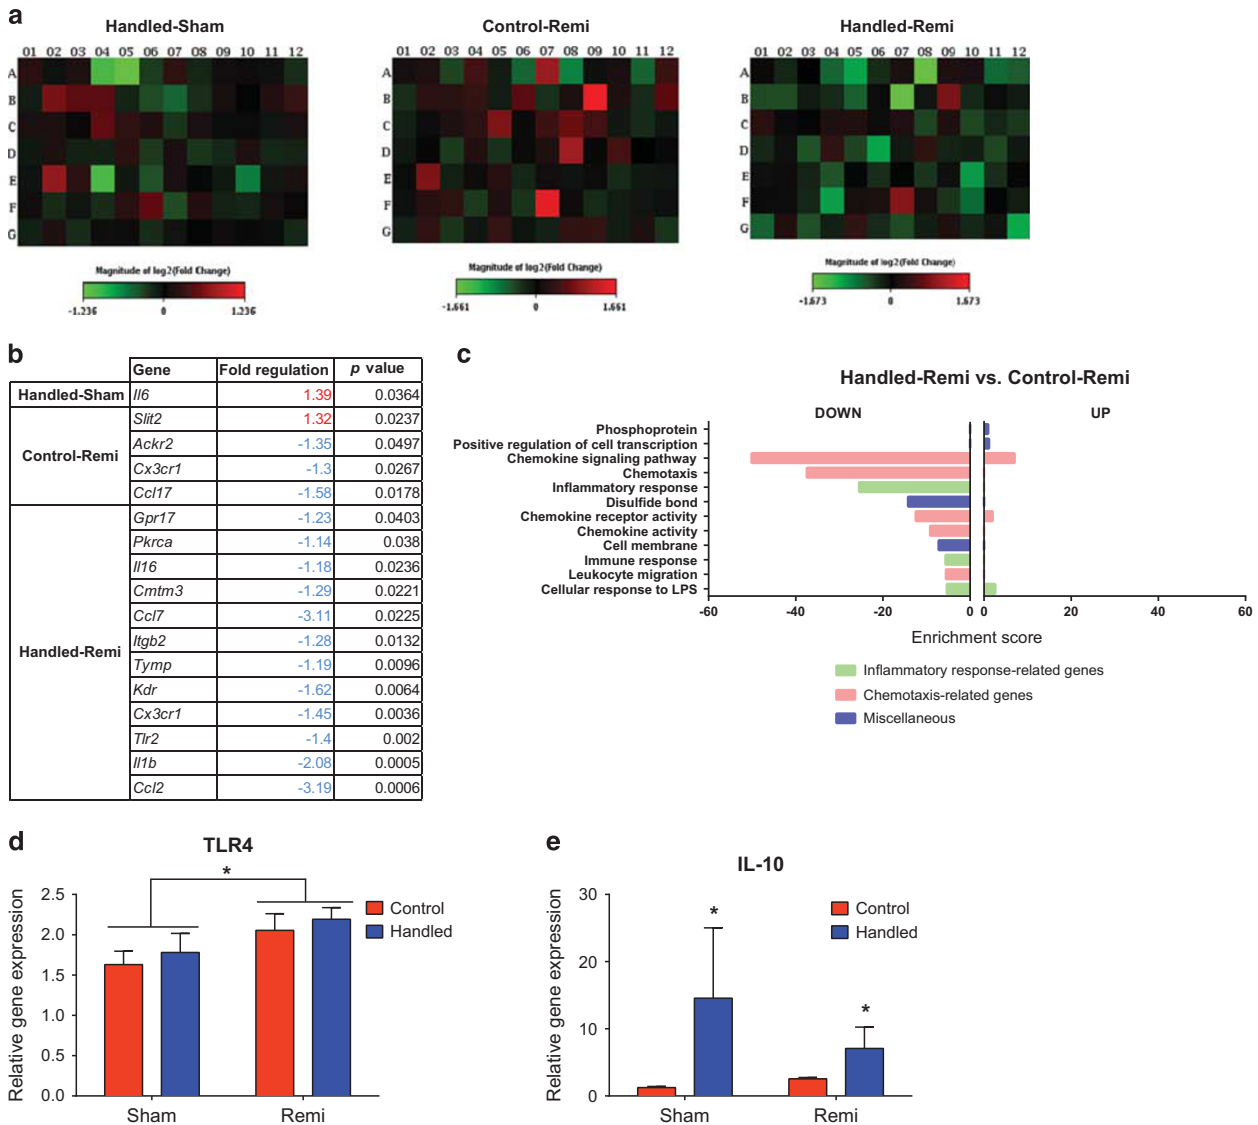 a
Handled-Sham
Control-Remi
Handled-Remi
01 02 03 04 05 06 07 08 09 10 11 12
A
B
C
D
E
F
G
Magnitude of log2(Fold Change)
-1.236 0 1.236
01 02 03 04 05 06 07 08 09 10 11 12
A
B
C
D
E
F
G
Magnitude of log2(Fold Change)
-1.661 0 1.661
01 02 03 04 05 06 07 08 09 10 11 12
A
B
C
D
E
F
G
Magnitude of log2(Fold Change)
-1.673 0 1.673
b
Gene Fold regulation p value
Handled-Sham Il6 1.39 0.0364
Control-Remi
Slit2 1.32 0.0237
Ackr2 -1.35 0.0497
Cx3cr1 -1.3 0.0267
Ccl17 -1.58 0.0178
Handled-Remi
Gpr17 -1.23 0.0403
Pkrca -1.14 0.038
Il16 -1.18 0.0236
Cmtm3 -1.29 0.0221
Ccl7 -3.11 0.0225
Itgb2 -1.28 0.0132
Tymp -1.19 0.0096
Kdr -1.62 0.0064
Cx3cr1 -1.45 0.0036
Tlr2 -1.4 0.002
Il1b -2.08 0.0005
Ccl2 -3.19 0.0006
c
Handled-Remi vs. Control-Remi
DOWN UP
Phosphoprotein
Positive regulation of cell transcription
Chemokine signaling pathway
Chemotaxis
Inflammatory response
Disulfide bond
Chemokine receptor activity
Chemokine activity
Cell membrane
Immune response
Leukocyte migration
Cellular response to LPS
-60 -40 -20 0 0 20 40 60
Enrichment score
Inflammatory response-related genes
Chemotaxis-related genes
Miscellaneous
d
TLR4
*
Relative gene expression
2.5
2.0
1.5
1.0
0.5
0.0
Sham Remi
Control
Handled
e
IL-10
Relative gene expression
30
20
10
0
*
*
Sham Remi
Control
Handled